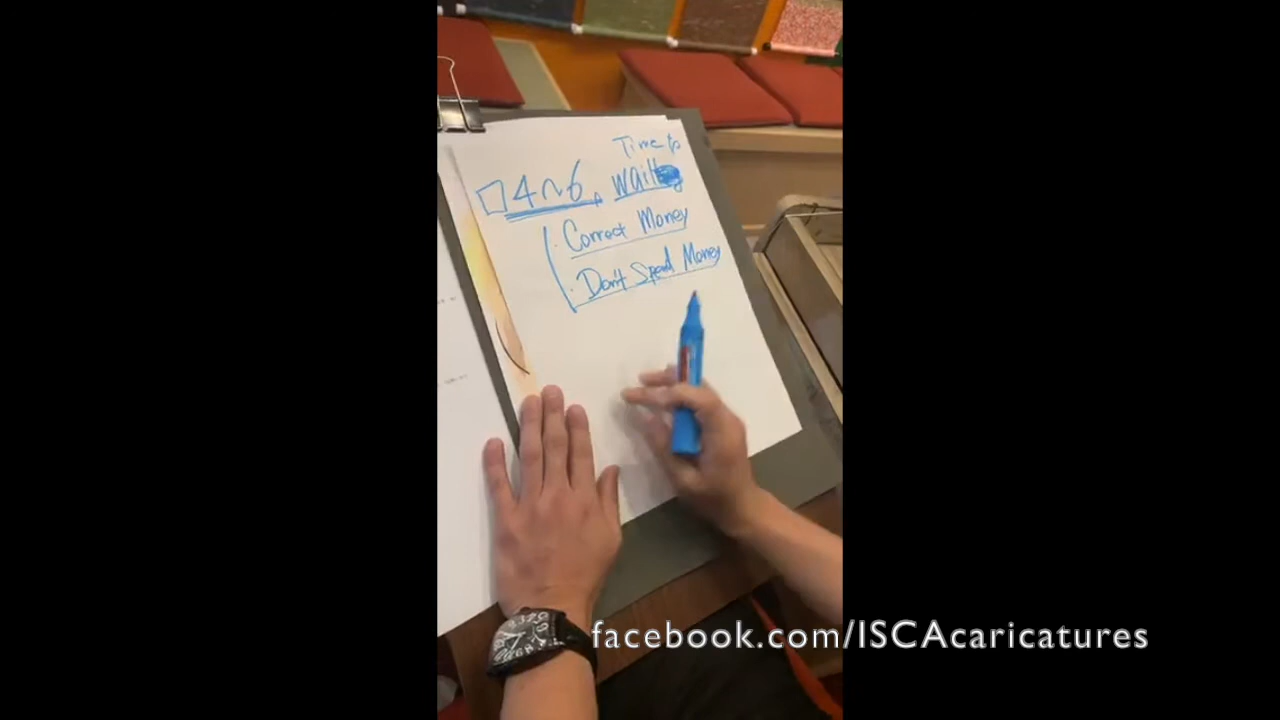 Time to
□ 4~6, wait
· Correct Money
· Don't Spend Money
facebook.com/ISCAcaricatures